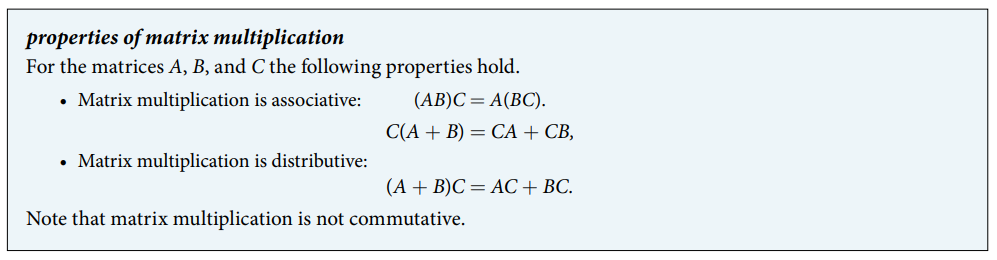 properties of matrix multiplication
For the matrices A, B, and C the following properties hold.
• Matrix multiplication is associative: (AB)C = A(BC).
C(A + B) = CA + CB,
• Matrix multiplication is distributive:
(A + B)C = AC + BC.
Note that matrix multiplication is not commutative.